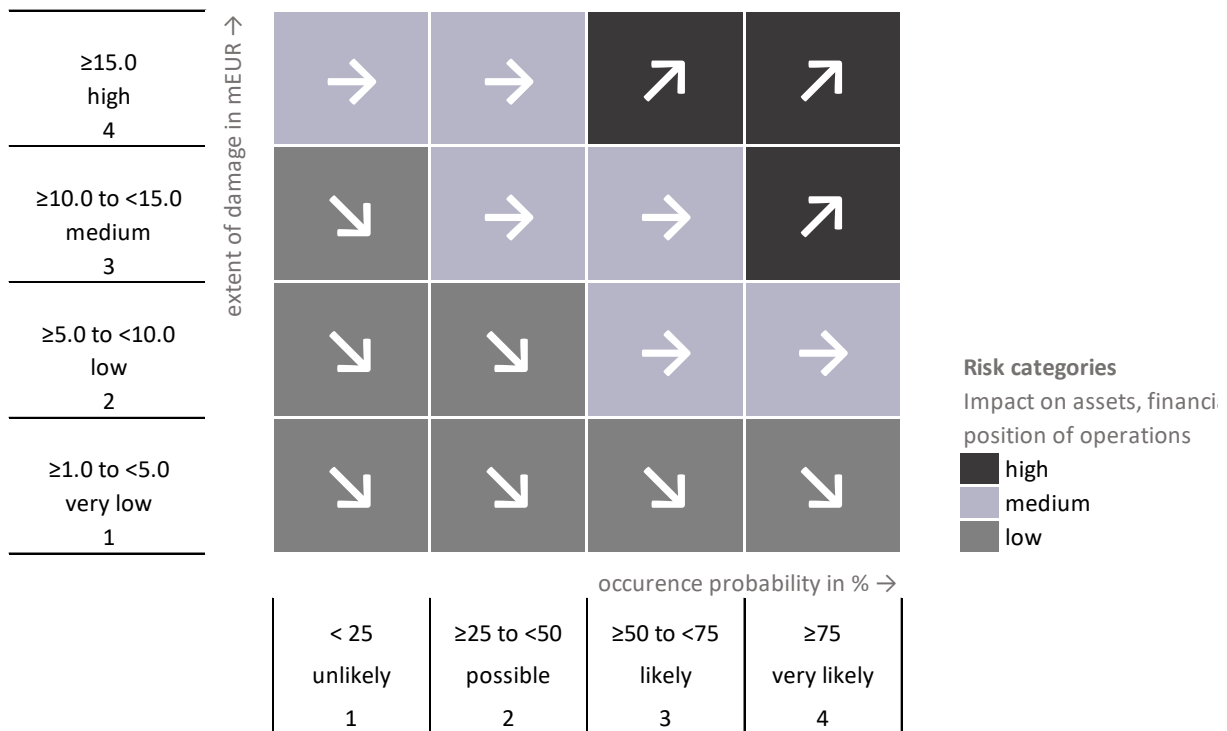 ≥15.0
high
4
≥10.0 to <15.0
medium
3
≥5.0 to <10.0
low
2
≥1.0 to <5.0
very low
1
extent of damage in mEUR →
Risk categories
Impact on assets,
position of operations
high
medium
low
occurence probability in % →
< 25
unlikely
1
≥25 to <50
possible
2
≥50 to <75
likely
3
≥75
very likely
4